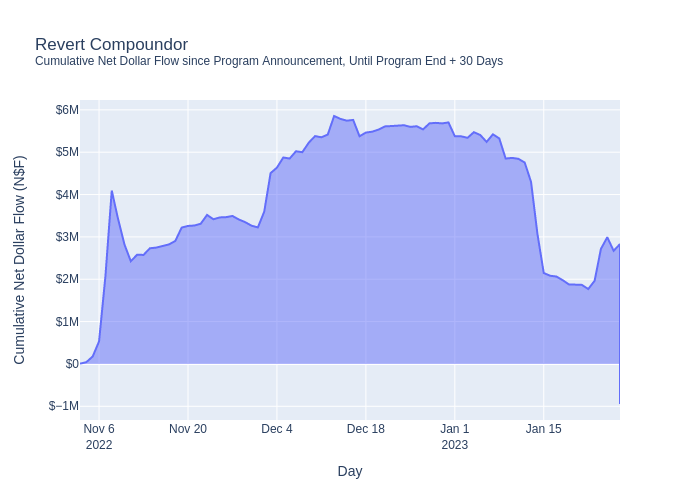 Revert Compoundor
Cumulative Net Dollar Flow since Program Announcement, Until Program End + 30 Days
Cumulative Net Dollar Flow (N$F)
$6M
$5M
$4M
$3M
$2M
$1M
$0
$−1M
Nov 6
2022
Nov 20
Dec 4
Dec 18
Jan 1
2023
Jan 15
Day